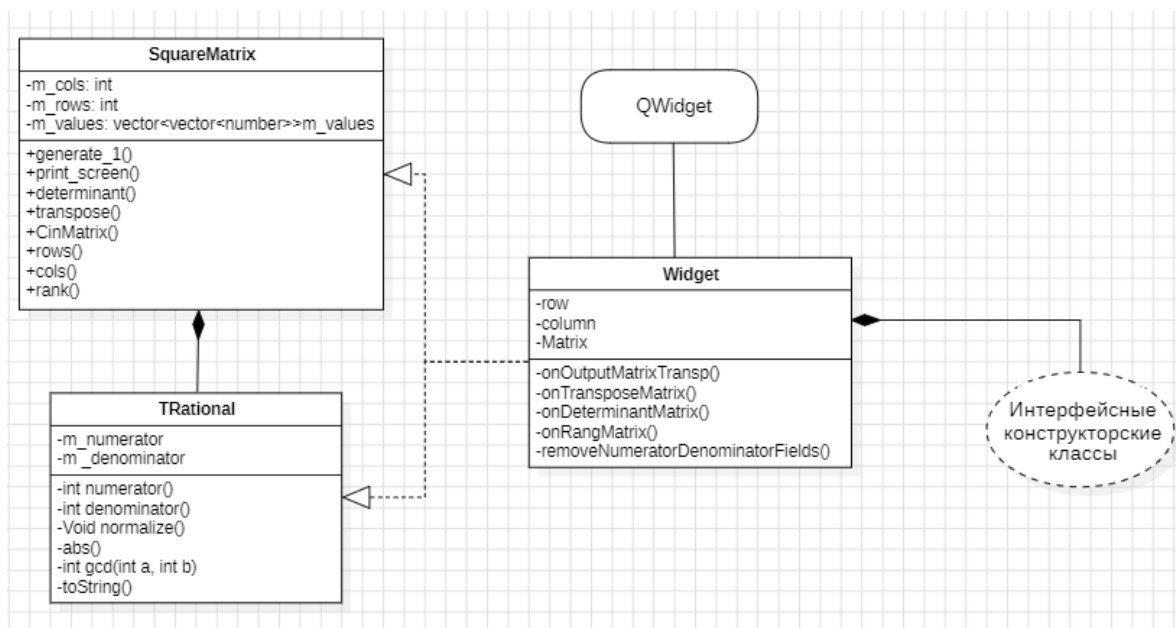 SquareMatrix
-m_cols: int
-m_rows: int
-m_values: vector<vector<number>>m_values
+generate_1()
+print_screen()
+determinant()
+transpose()
+CinMatrix()
+rows()
+cols()
+rank()
TRational
-m_numerator
-m_denominator
-int numerator()
-int denominator()
-Void normalize()
-abs()
-int gcd(int a, int b)
-toString()
QWidget
Widget
-row
-column
-Matrix
-onOutputMatrixTransp()
-onTransposeMatrix()
-onDeterminantMatrix()
-onRangMatrix()
-removeNumeratorDenominatorFields()
Интерфейсные
конструкторские
классы